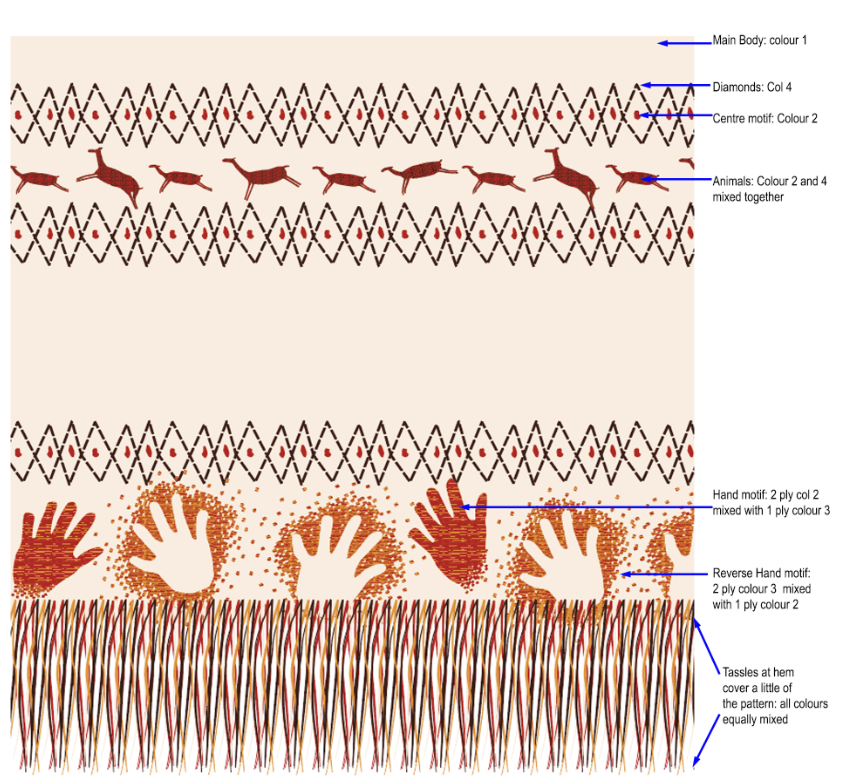 Main Body: colour 1
Diamonds: Col 4
Centre motif: Colour 2
Animals: Colour 2 and 4
mixed together
Hand motif: 2 ply col 2
mixed with 1 ply colour 3
Reverse Hand motif:
2 ply colour 3 mixed
with 1 ply colour 2
Tassles at hem
cover a little of
the pattern: all colours
equally mixed